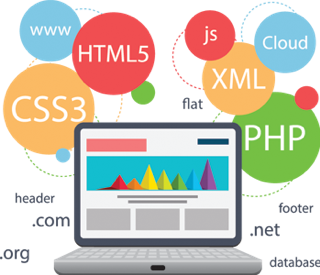 www
HTML5
js
Cloud
CSS3
XML
flat
PHP
header
.com
footer
.net
.org
database